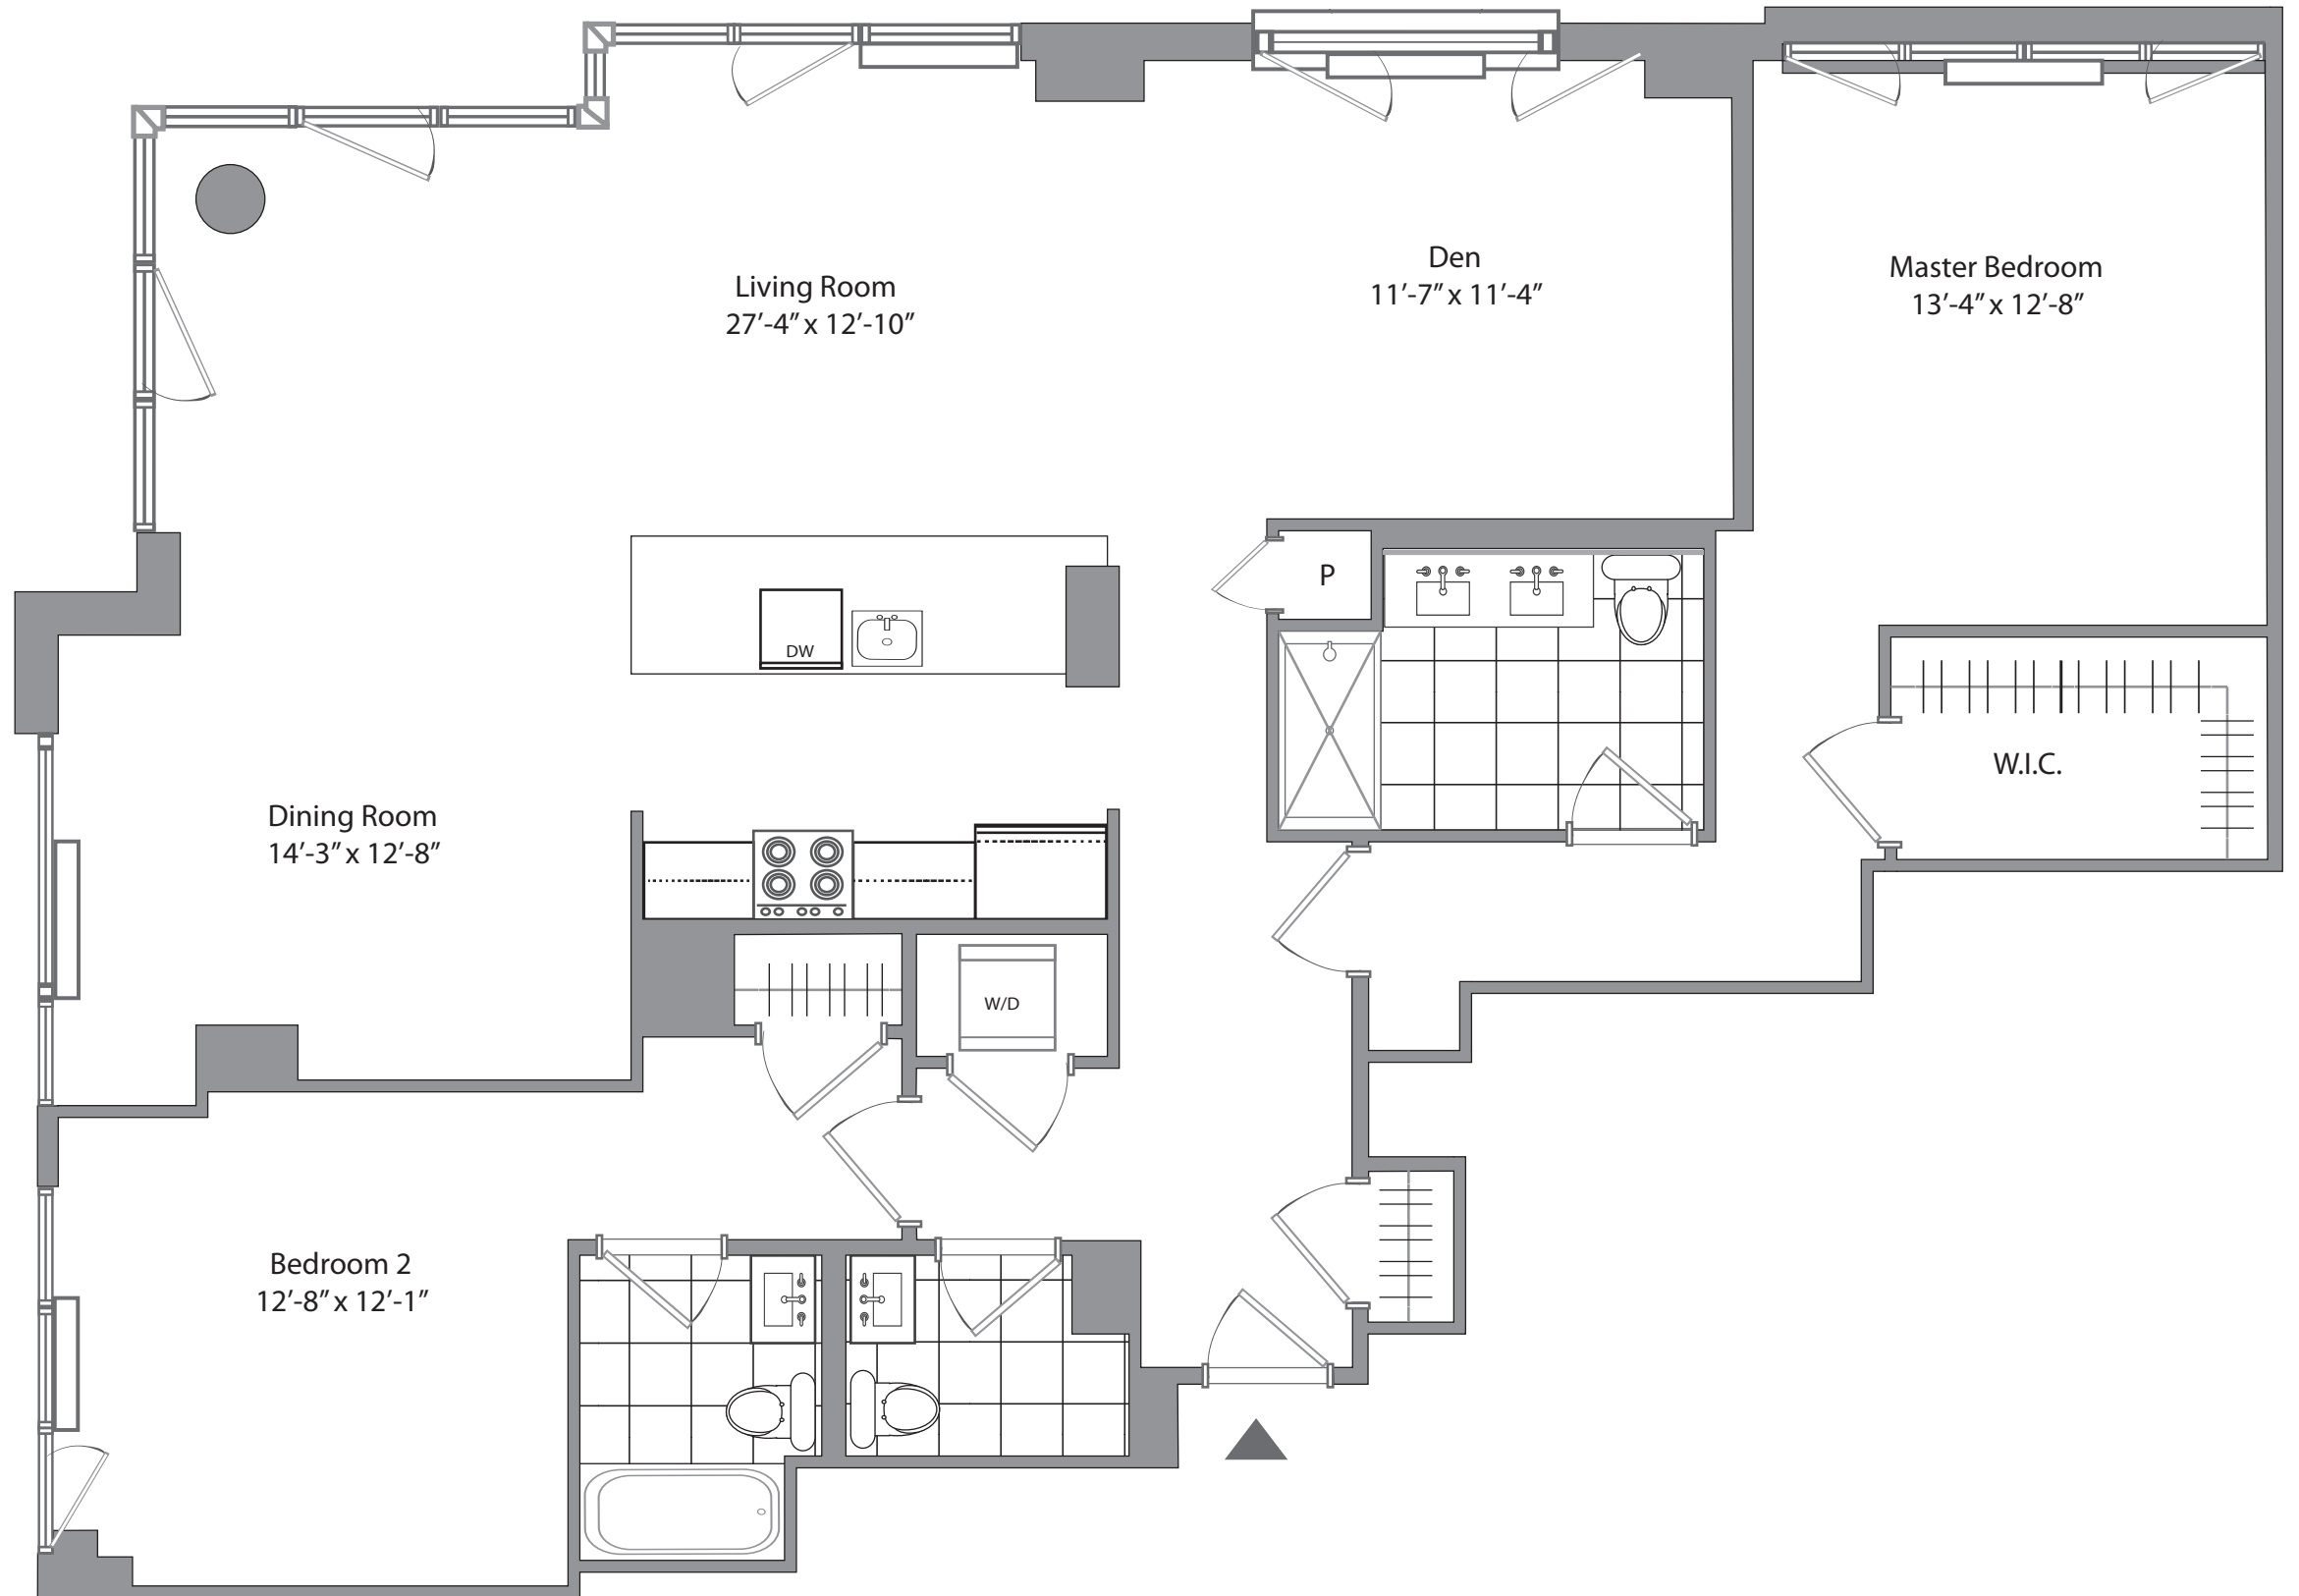 Living Room
27’-4” x 12’-10”
Den
11’-7” x 11’-4”
Master Bedroom
13’-4” x 12’-8”
P
DW
W.I.C.
Dining Room
14’-3” x 12’-8”
W/D
Bedroom 2
12’-8” x 12’-1”